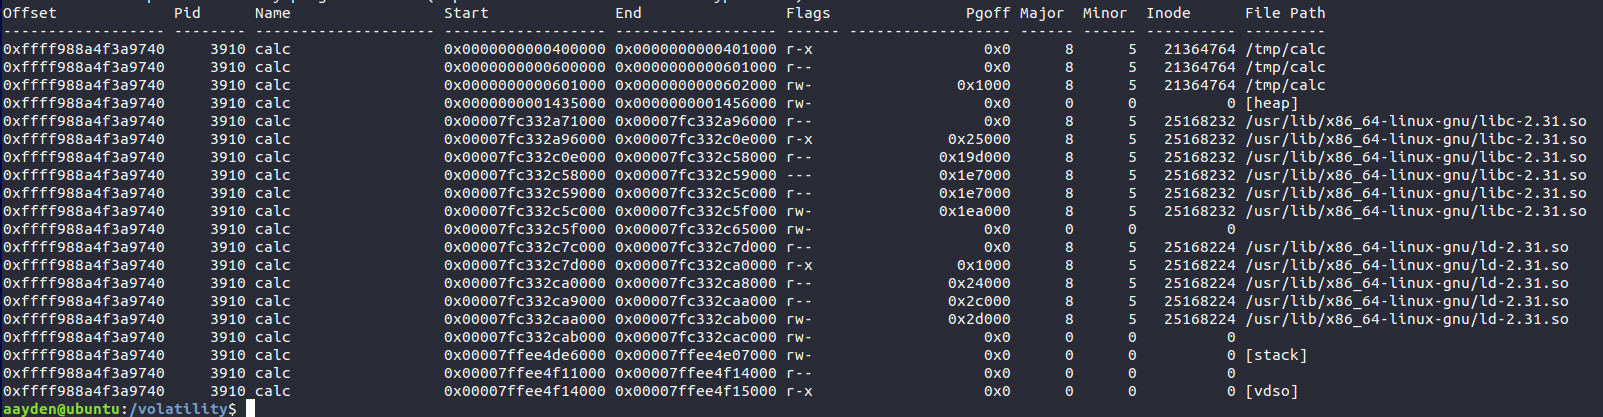 Offset Pid Name Start End Flags Pgoff Major Minor Inode File Path
------------------ -------- -------------------- ------------------ ------------------ ------ ------------------ ------ ------ ---------- ---------
0xffff988a4f3a9740 3910 calc 0x0000000000400000 0x0000000000401000 r-x 0x0 8 5 21364764 /tmp/calc
0xffff988a4f3a9740 3910 calc 0x0000000000600000 0x0000000000601000 r-- 0x0 8 5 21364764 /tmp/calc
0xffff988a4f3a9740 3910 calc 0x0000000000601000 0x0000000000602000 rw- 0x1000 8 5 21364764 /tmp/calc
0xffff988a4f3a9740 3910 calc 0x0000000001435000 0x0000000001456000 rw- 0x0 0 0 0 [heap]
0xffff988a4f3a9740 3910 calc 0x00007fc332a71000 0x00007fc332a96000 r-- 0x0 8 5 25168232 /usr/lib/x86_64-linux-gnu/libc-2.31.so
0xffff988a4f3a9740 3910 calc 0x00007fc332a96000 0x00007fc332c0e000 r-x 0x25000 8 5 25168232 /usr/lib/x86_64-linux-gnu/libc-2.31.so
0xffff988a4f3a9740 3910 calc 0x00007fc332c0e000 0x00007fc332c58000 r-- 0x19d000 8 5 25168232 /usr/lib/x86_64-linux-gnu/libc-2.31.so
0xffff988a4f3a9740 3910 calc 0x00007fc332c58000 0x00007fc332c59000 --- 0x1e7000 8 5 25168232 /usr/lib/x86_64-linux-gnu/libc-2.31.so
0xffff988a4f3a9740 3910 calc 0x00007fc332c59000 0x00007fc332c5c000 r-- 0x1e7000 8 5 25168232 /usr/lib/x86_64-linux-gnu/libc-2.31.so
0xffff988a4f3a9740 3910 calc 0x00007fc332c5c000 0x00007fc332c5f000 rw- 0x1ea000 8 5 25168232 /usr/lib/x86_64-linux-gnu/libc-2.31.so
0xffff988a4f3a9740 3910 calc 0x00007fc332c5f000 0x00007fc332c65000 rw- 0x0 0 0 0
0xffff988a4f3a9740 3910 calc 0x00007fc332c7c000 0x00007fc332c7d000 r-- 0x0 8 5 25168224 /usr/lib/x86_64-linux-gnu/ld-2.31.so
0xffff988a4f3a9740 3910 calc 0x00007fc332c7d000 0x00007fc332ca0000 r-x 0x1000 8 5 25168224 /usr/lib/x86_64-linux-gnu/ld-2.31.so
0xffff988a4f3a9740 3910 calc 0x00007fc332ca0000 0x00007fc332ca8000 r-- 0x24000 8 5 25168224 /usr/lib/x86_64-linux-gnu/ld-2.31.so
0xffff988a4f3a9740 3910 calc 0x00007fc332ca9000 0x00007fc332caa000 r-- 0x2c000 8 5 25168224 /usr/lib/x86_64-linux-gnu/ld-2.31.so
0xffff988a4f3a9740 3910 calc 0x00007fc332caa000 0x00007fc332cab000 rw- 0x2d000 8 5 25168224 /usr/lib/x86_64-linux-gnu/ld-2.31.so
0xffff988a4f3a9740 3910 calc 0x00007fc332cab000 0x00007fc332cac000 rw- 0x0 0 0 0
0xffff988a4f3a9740 3910 calc 0x00007ffee4de6000 0x00007ffee4e07000 rw- 0x0 0 0 0 [stack]
0xffff988a4f3a9740 3910 calc 0x00007ffee4f11000 0x00007ffee4f14000 r-- 0x0 0 0 0
0xffff988a4f3a9740 3910 calc 0x00007ffee4f14000 0x00007ffee4f15000 r-x 0x0 0 0 0 [vdso]
aayden@ubuntu:/volatility$